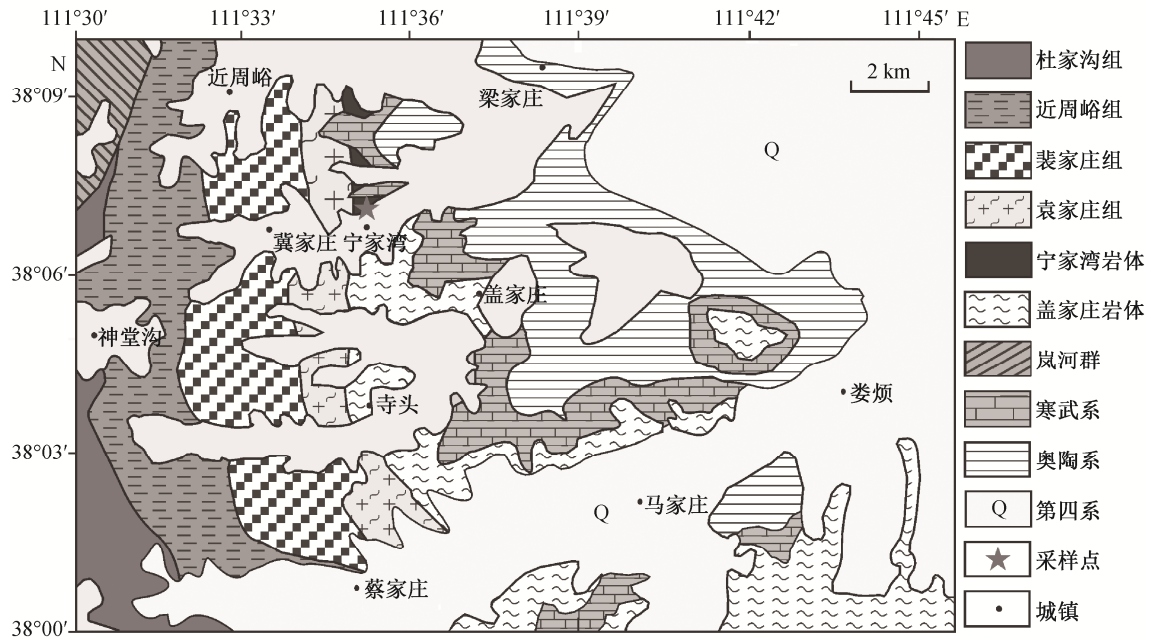 111°30′ 111°33′ 111°36′ 111°39′ 111°42′ 111°45′ E
N
38°09′
38°06′
38°03′
38°00′
2 km
近周峪
梁家庄
Q
冀家庄
宁家湾
盖家庄
神堂沟
寺头
娄烦
Q
马家庄
蔡家庄
杜家沟组
近周峪组
裴家庄组
袁家庄组
宁家湾岩体
盖家庄岩体
岚河群
寒武系
奥陶系
Q 第四系
采样点
城镇